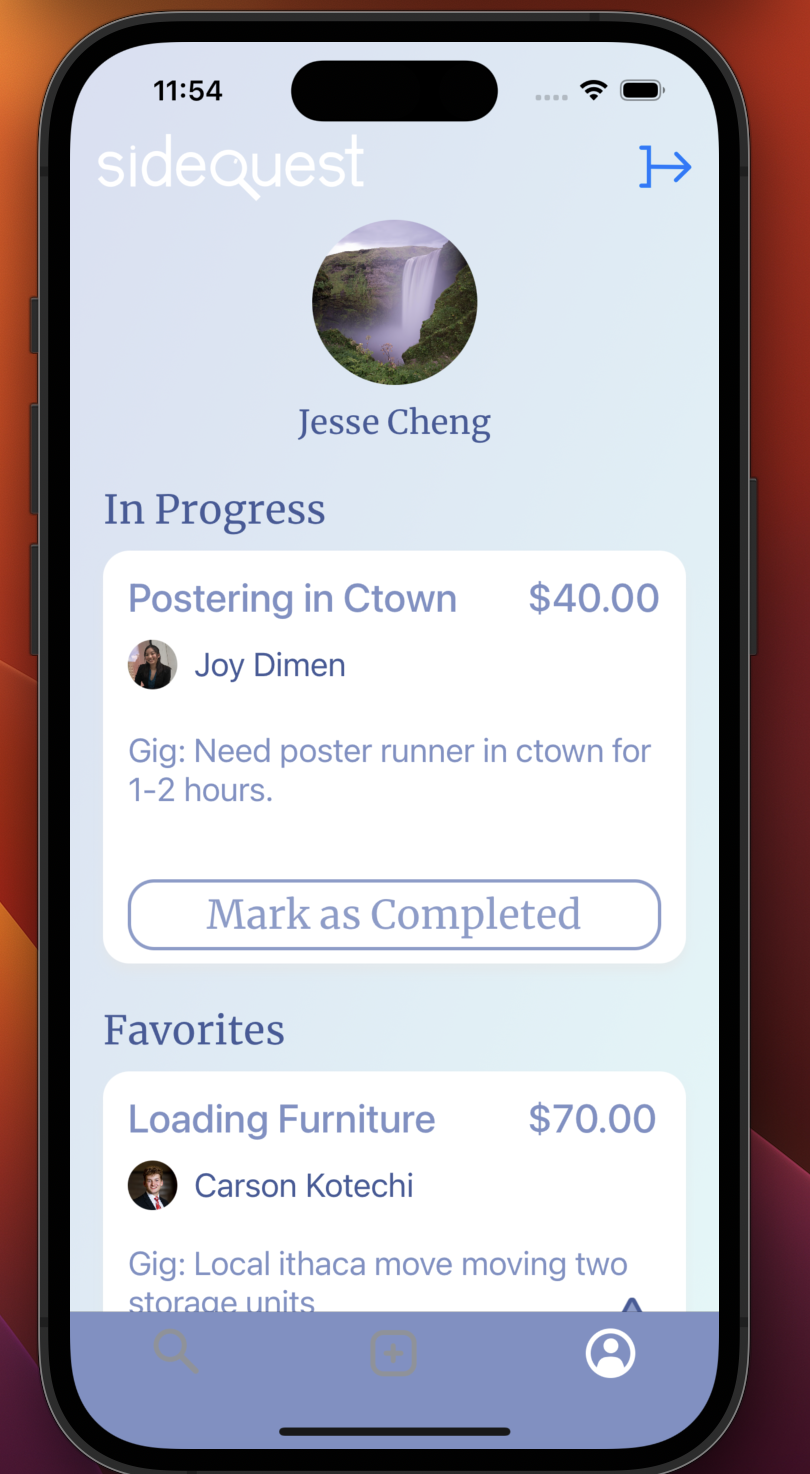 11:54
sidequest
Jesse Cheng
In Progress
Postering in Ctown $40.00
Joy Dimen
Gig: Need poster runner in ctown for
1-2 hours.
Mark as Completed
Favorites
Loading Furniture $70.00
Carson Kotechi
Gig: Local ithaca move moving two
storage units